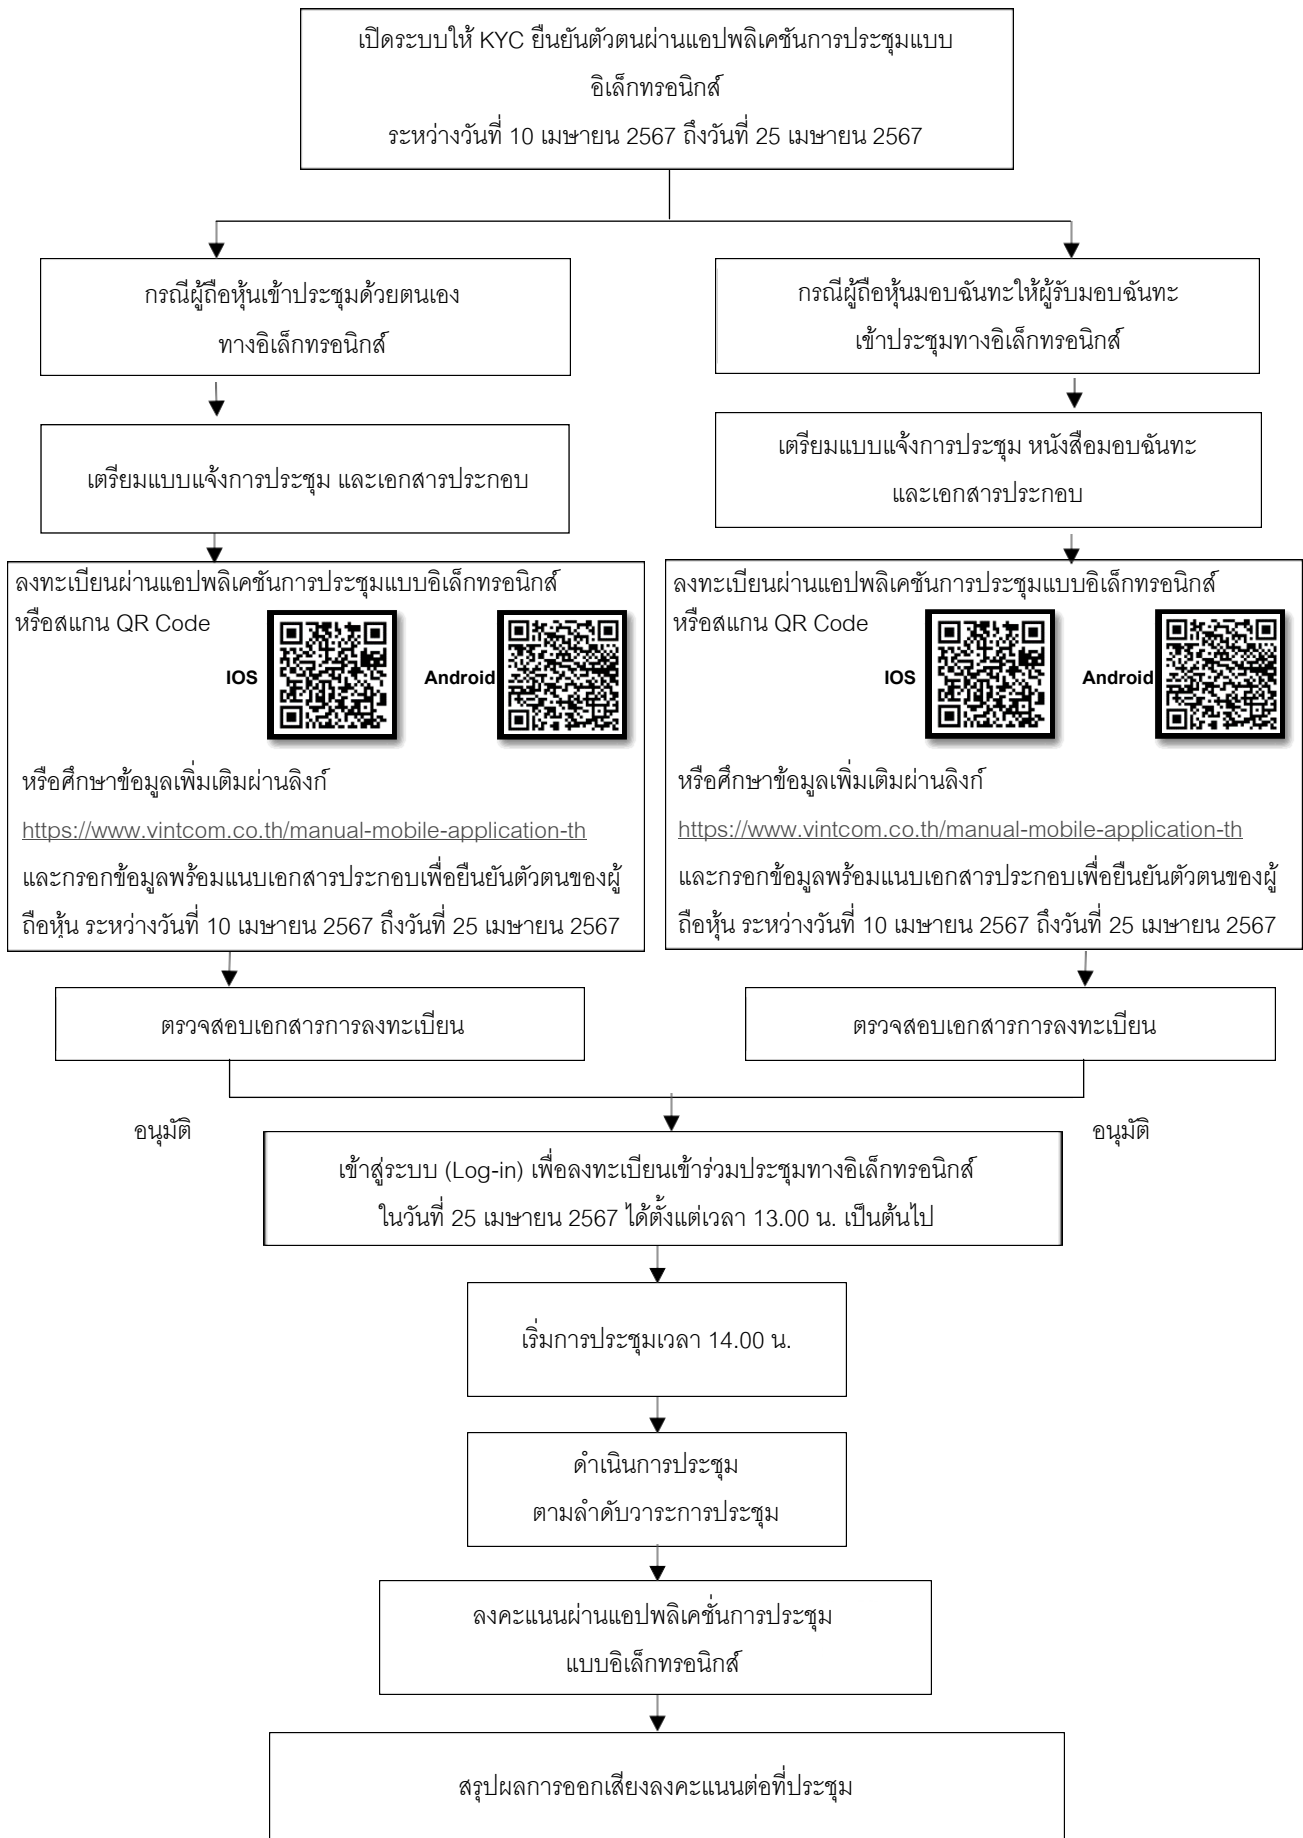 เปิดระบบให้ KYC ยืนยันตัวตนผ่านแอปพลิเคชันการประชุมแบบ
อิเล็กทรอนิกส์
ระหว่างวันที่ 10 เมษายน 2567 ถึงวันที่ 25 เมษายน 2567
กรณีผู้ถือหุ้นเข้าประชุมด้วยตนเอง
ทางอิเล็กทรอนิกส์
เตรียมแบบแจ้งการประชุม และเอกสารประกอบ
ลงทะเบียนผ่านแอปพลิเคชันการประชุมแบบอิเล็กทรอนิกส์
หรือสแกน QR Code
IOS
Android
หรือศึกษาข้อมูลเพิ่มเติมผ่านลิงก์
https://www.vintcom.co.th/manual-mobile-application-th
และกรอกข้อมูลพร้อมแนบเอกสารประกอบเพื่อยืนยันตัวตนของผู้
ถือหุ้น ระหว่างวันที่ 10 เมษายน 2567 ถึงวันที่ 25 เมษายน 2567
ตรวจสอบเอกสารการลงทะเบียน
อนุมัติ
กรณีผู้ถือหุ้นมอบฉันทะให้ผู้รับมอบฉันทะ
เข้าประชุมทางอิเล็กทรอนิกส์
เตรียมแบบแจ้งการประชุม หนังสือมอบฉันทะ
และเอกสารประกอบ
ลงทะเบียนผ่านแอปพลิเคชันการประชุมแบบอิเล็กทรอนิกส์
หรือสแกน QR Code
IOS
Android
หรือศึกษาข้อมูลเพิ่มเติมผ่านลิงก์
https://www.vintcom.co.th/manual-mobile-application-th
และกรอกข้อมูลพร้อมแนบเอกสารประกอบเพื่อยืนยันตัวตนของผู้
ถือหุ้น ระหว่างวันที่ 10 เมษายน 2567 ถึงวันที่ 25 เมษายน 2567
ตรวจสอบเอกสารการลงทะเบียน
อนุมัติ
เข้าสู่ระบบ (Log-in) เพื่อลงทะเบียนเข้าร่วมประชุมทางอิเล็กทรอนิกส์
ในวันที่ 25 เมษายน 2567 ได้ตั้งแต่เวลา 13.00 น. เป็นต้นไป
เริ่มการประชุมเวลา 14.00 น.
ดำเนินการประชุม
ตามลำดับวาระการประชุม
ลงคะแนนผ่านแอปพลิเคชั่นการประชุม
แบบอิเล็กทรอนิกส์
สรุปผลการออกเสียงลงคะแนนต่อที่ประชุม